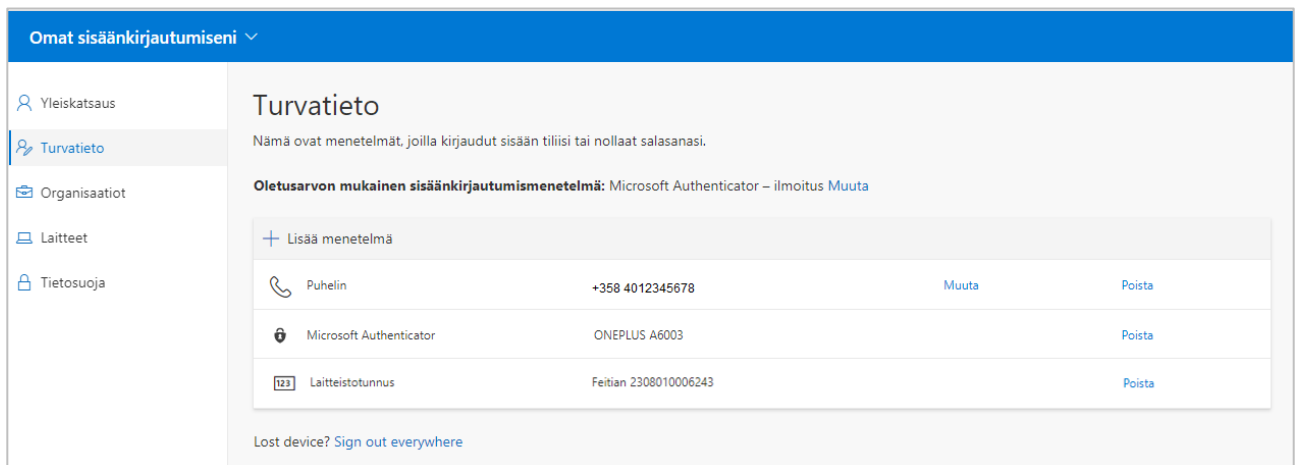 Omat sisäänkirjautumiseni
Yleiskatsaus
Turvatieto
Organisaatiot
Laitteet
Tietosuoja
Turvatieto
Nämä ovat menetelmät, joilla kirjaudut sisään tiliisi tai nollaat salasanasi.
Oletusarvon mukainen sisäänkirjautumismenetelmä: Microsoft Authenticator – ilmoitus Muuta
Lisää menetelmä
Puhelin +358 4012345678 Muuta Poista
Microsoft Authenticator ONEPLUS A6003 Poista
123 Laitteistotunnus Feitian 2308010006243 Poista
Lost device? Sign out everywhere